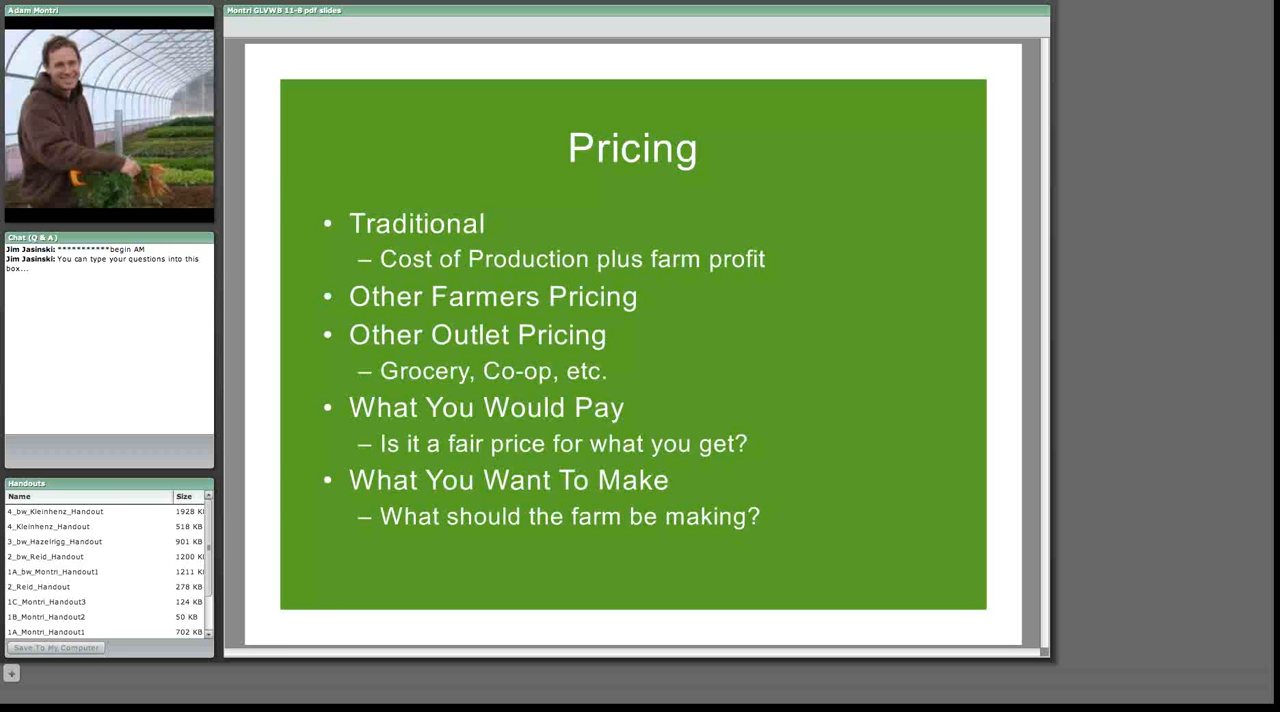 Adam Montri
Chat (Q & A)
Jim Jasinski: ***********begin AM
Jim Jasinski: You can type your questions into this
box...
Handouts
Name Size
4_bw_Kleinhenz_Handout 1928 K
4_Kleinhenz_Handout 518 KB
3_bw_Hazelrigg_Handout 901 KB
2_bw_Reid_Handout 1200 K
1A_bw_Montri_Handout1 1211 K
2_Reid_Handout 278 KB
1C_Montri_Handout3 124 KB
1B_Montri_Handout2 50 KB
1A_Montri_Handout1 702 KB
Save To My Computer
Montri GLVWB 11-8 pdf slides
Pricing
• Traditional
– Cost of Production plus farm profit
• Other Farmers Pricing
• Other Outlet Pricing
– Grocery, Co-op, etc.
• What You Would Pay
– Is it a fair price for what you get?
• What You Want To Make
– What should the farm be making?